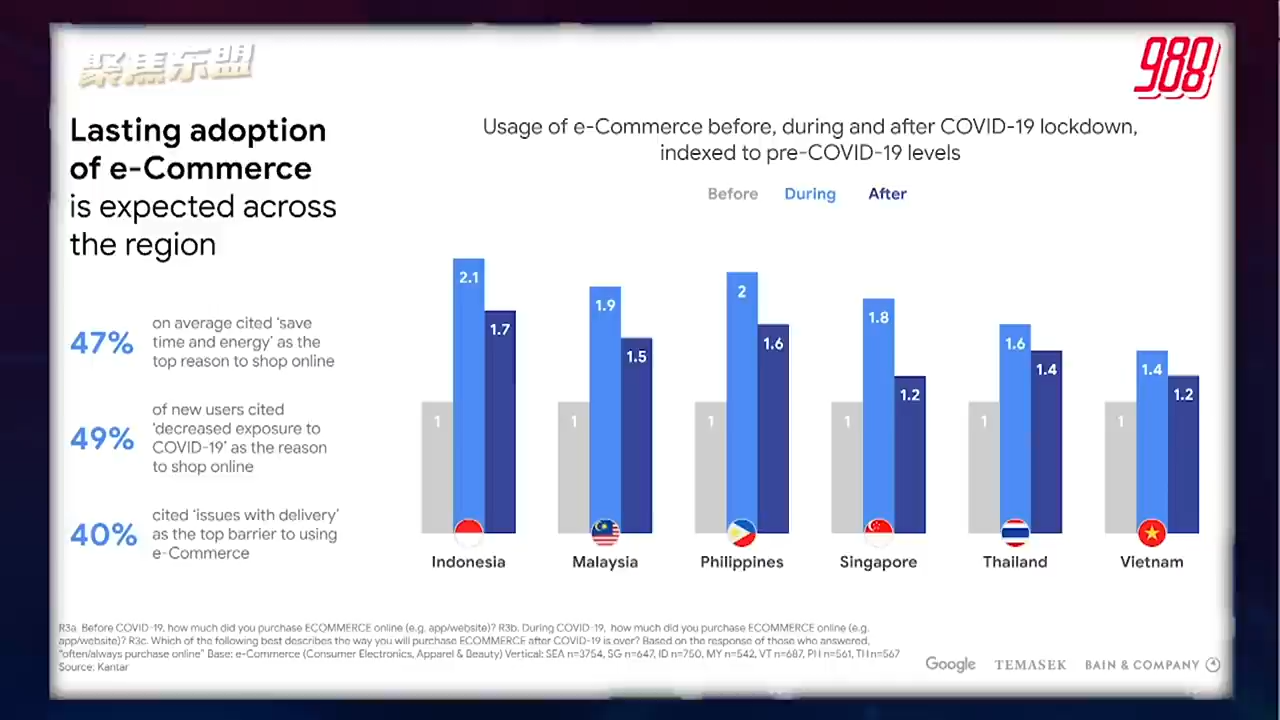 聚焦东盟
988
Lasting adoption
of e-Commerce
is expected across
the region
47%
on average cited ‘save
time and energy’ as the
top reason to shop online
49%
of new users cited
‘decreased exposure to
COVID-19’ as the reason
to shop online
40%
cited ‘issues with delivery’
as the top barrier to using
e-Commerce
Usage of e-Commerce before, during and after COVID-19 lockdown,
indexed to pre-COVID-19 levels
Before During After
1 2.1 1.7
1 1.9 1.5
1 2 1.6
1 1.8 1.2
1 1.6 1.4
1 1.4 1.2
Indonesia Malaysia Philippines Singapore Thailand Vietnam
R3a. Before COVID-19, how much did you purchase ECOMMERCE online (e.g. app/website)? R3b. During COVID-19, how much did you purchase ECOMMERCE online (e.g.
app/website)? R3c. Which of the following best describes the way you will purchase ECOMMERCE after COVID-19 is over? Based on the response of those who answered,
“often/always purchase online” Base: e-Commerce (Consumer Electronics, Apparel & Beauty) Vertical: SEA n=3754, SG n=647, ID n=750, MY n=542, VT n=687, PH n=561, TH n=567
Source: Kantar
Google TEMASEK BAIN & COMPANY